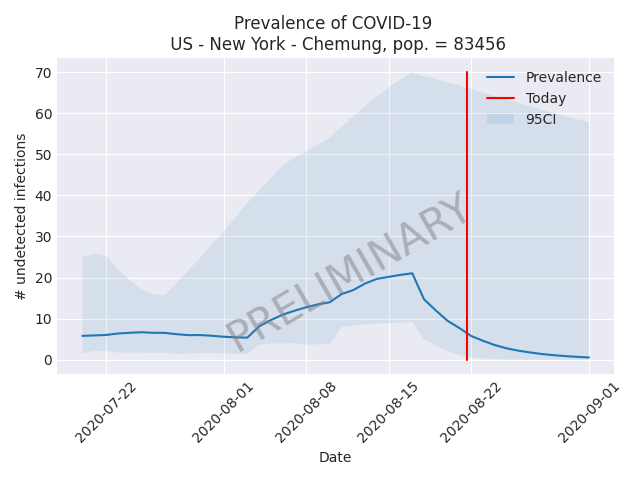 Prevalence of COVID-19
US - New York - Chemung, pop. = 83456
# undetected infections
70
60
50
40
30
20
10
0
Prevalence
Today
95CI
PRELIMINARY
2020-07-22
2020-08-01
2020-08-08
2020-08-15
2020-08-22
2020-09-01
Date